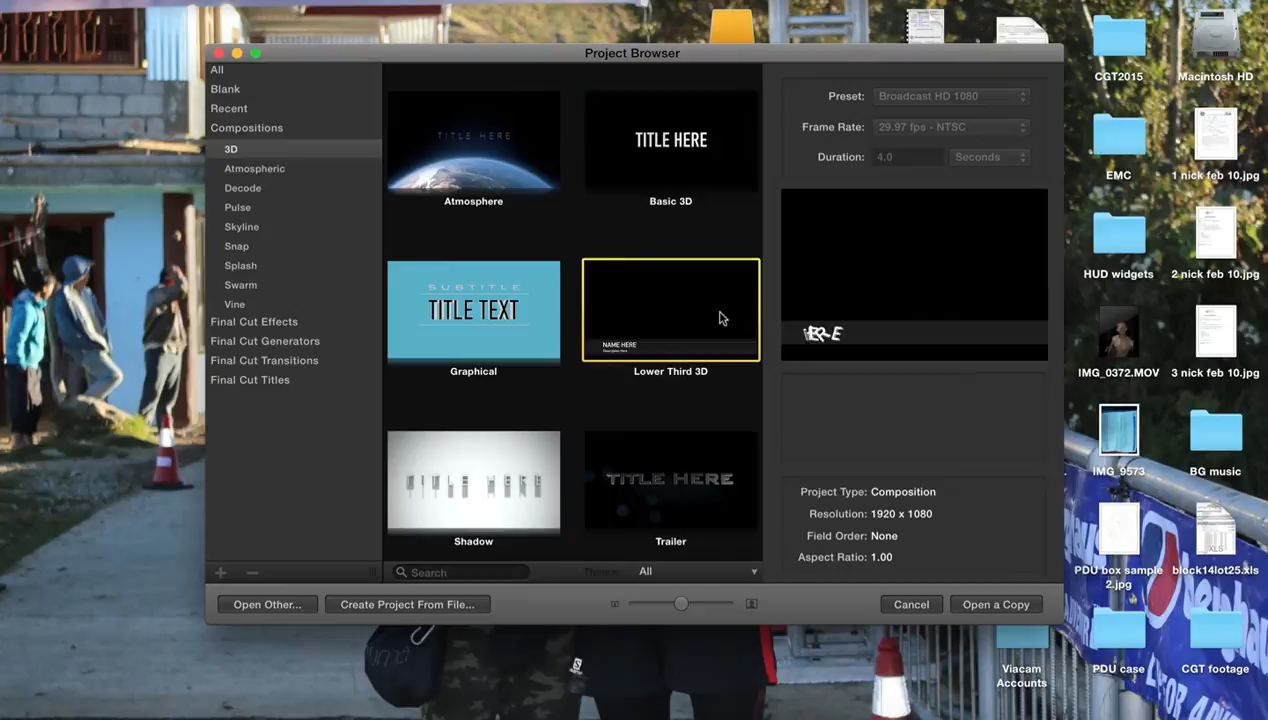 Project Browser
All
Blank
Recent
Compositions
3D
Atmospheric
Decode
Pulse
Skyline
Snap
Splash
Swarm
Vine
Final Cut Effects
Final Cut Generators
Final Cut Transitions
Final Cut Titles
TITLE HERE
Atmosphere
TITLE HERE
Basic 3D
SUBTITLE
TITLE TEXT
Graphical
NAME HERE
Description Here
Lower Third 3D
TITLE HERE
Shadow
TITLE HERE
Trailer
Search
Theme:
All
Preset: Broadcast HD 1080
Frame Rate: 29.97 fps - NTSC
Duration: 4.0 Seconds
Project Type: Composition
Resolution: 1920 x 1080
Field Order: None
Aspect Ratio: 1.00
Open Other...
Create Project From File...
Cancel
Open a Copy
CGT2015
Macintosh HD
EMC
1 nick feb 10.jpg
HUD widgets
2 nick feb 10.jpg
IMG_0372.MOV
3 nick feb 10.jpg
IMG_9573
BG music
PDU box sample
2.jpg
XLS
block14lot25.xls
Viacam
Accounts
PDU case
CGT footage